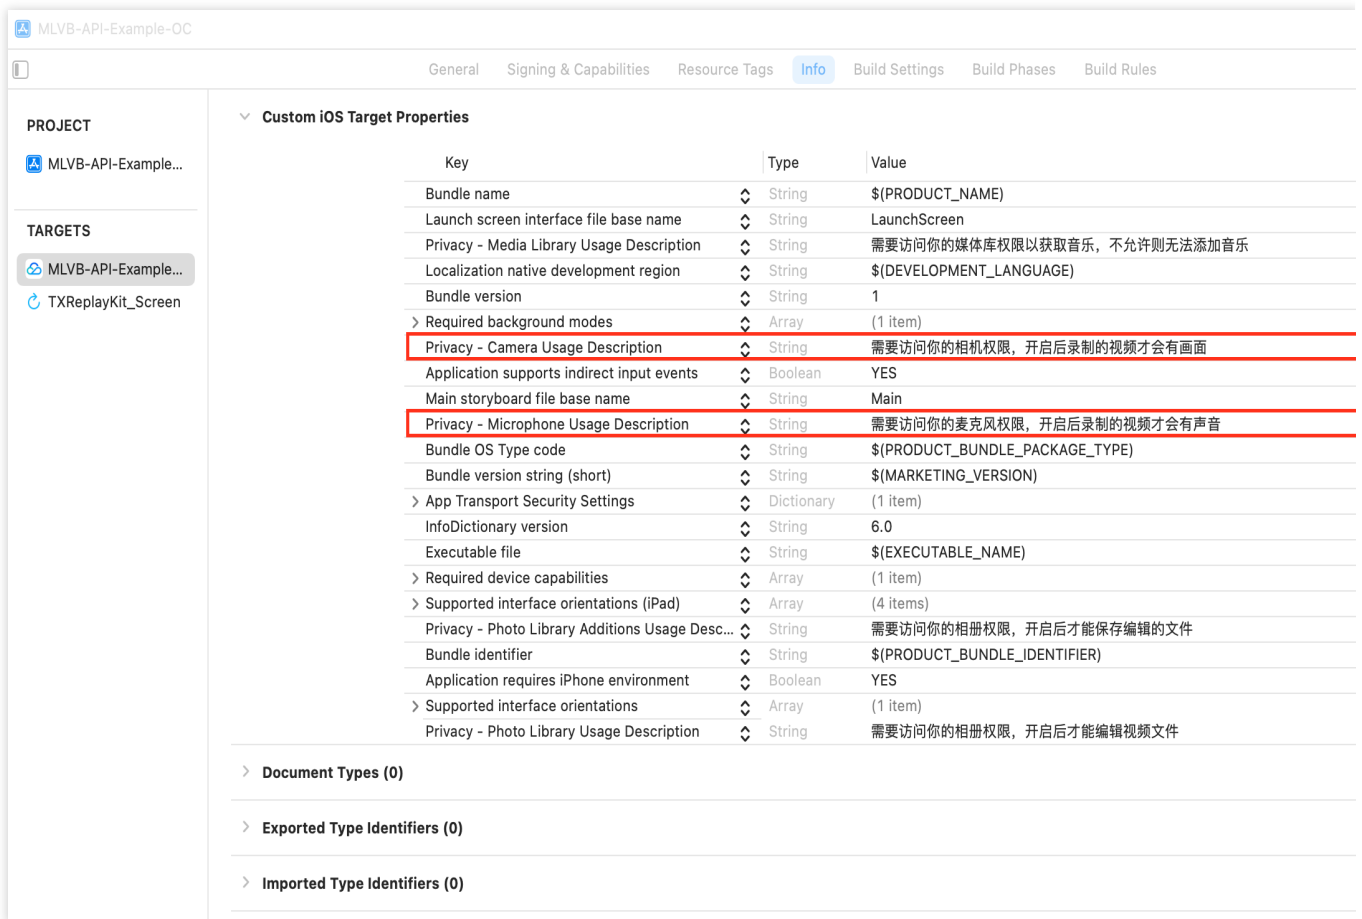 MLVB-API-Example-OC
General Signing & Capabilities Resource Tags Info Build Settings Build Phases Build Rules
PROJECT
MLVB-API-Example...
TARGETS
MLVB-API-Example...
TXReplayKit_Screen
Custom iOS Target Properties
Key Type Value
Bundle name String $(PRODUCT_NAME)
Launch screen interface file base name String LaunchScreen
Privacy - Media Library Usage Description String 需要访问你的媒体库权限以获取音乐，不允许则无法添加音乐
Localization native development region String $(DEVELOPMENT_LANGUAGE)
Bundle version String 1
Required background modes Array (1 item)
Privacy - Camera Usage Description String 需要访问你的相机权限，开启后录制的视频才会有画面
Application supports indirect input events Boolean YES
Main storyboard file base name String Main
Privacy - Microphone Usage Description String 需要访问你的麦克风权限，开启后录制的视频才会有声音
Bundle OS Type code String $(PRODUCT_BUNDLE_PACKAGE_TYPE)
Bundle version string (short) String $(MARKETING_VERSION)
App Transport Security Settings Dictionary (1 item)
InfoDictionary version String 6.0
Executable file String $(EXECUTABLE_NAME)
Required device capabilities Array (1 item)
Supported interface orientations (iPad) Array (4 items)
Privacy - Photo Library Additions Usage Desc... String 需要访问你的相册权限，开启后才能保存编辑的文件
Bundle identifier String $(PRODUCT_BUNDLE_IDENTIFIER)
Application requires iPhone environment Boolean YES
Supported interface orientations Array (1 item)
Privacy - Photo Library Usage Description String 需要访问你的相册权限，开启后才能编辑视频文件
Document Types (0)
Exported Type Identifiers (0)
Imported Type Identifiers (0)